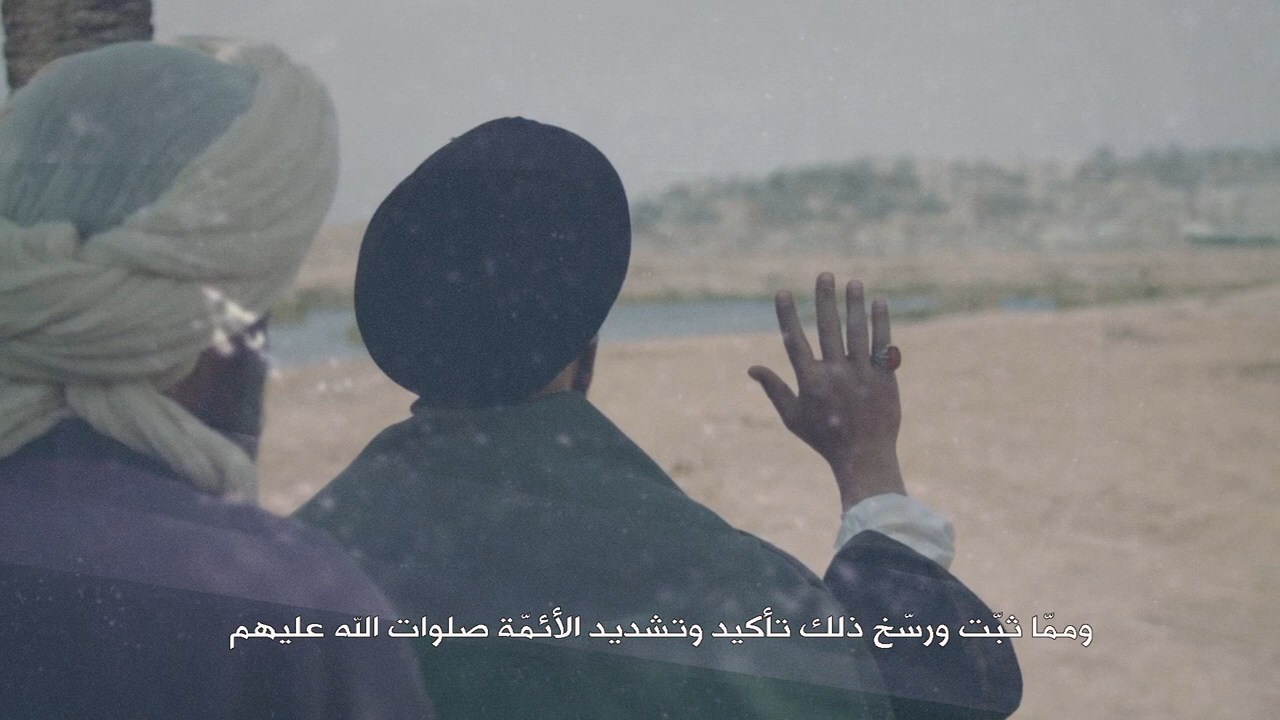 وممّا ثبّت ورسّخ ذلك تأكيد وتشديد الأئمّة صلوات الله عليهم